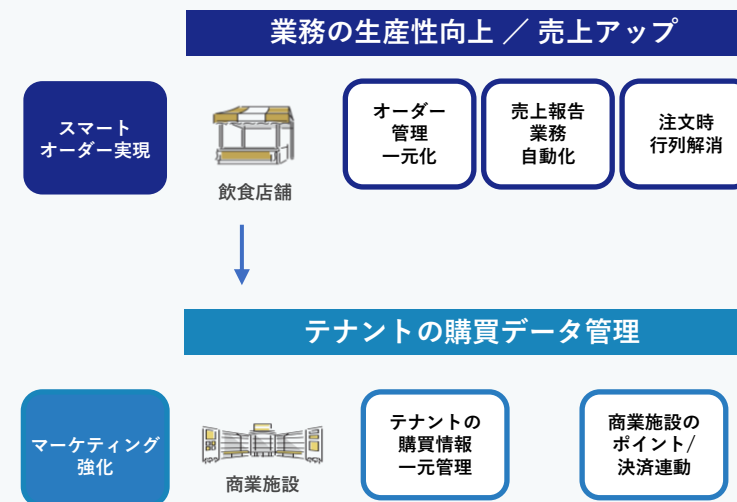 業務の生産性向上 ／ 売上アップ
スマート
オーダー実現
飲食店舗
オーダー
管理
一元化
売上報告
業務
自動化
注文時
行列解消
テナントの購買データ管理
マーケティング
強化
商業施設
テナントの
購買情報
一元管理
商業施設の
ポイント/
決済連動